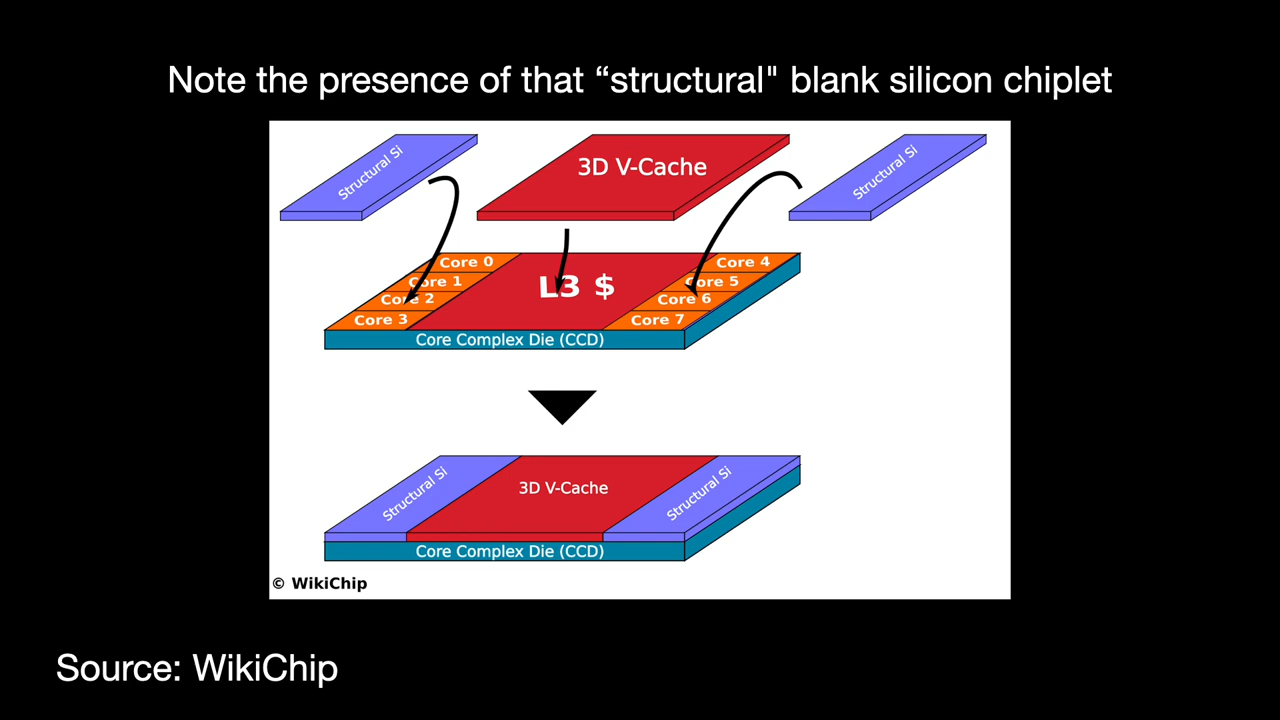 Note the presence of that “structural" blank silicon chiplet
Structural Si
3D V-Cache
Structural Si
Core 0
Core 1
Core 2
Core 3
L3 $
Core 4
Core 5
Core 6
Core 7
Core Complex Die (CCD)
Structural Si
3D V-Cache
Structural Si
Core Complex Die (CCD)
© WikiChip
Source: WikiChip